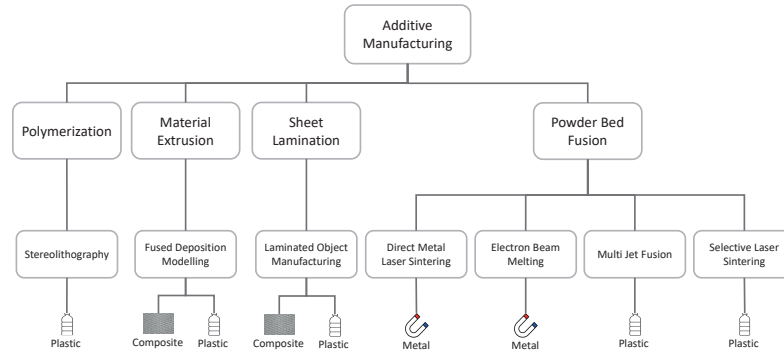 Additive
Manufacturing
Polymerization
Material
Extrusion
Sheet
Lamination
Powder Bed
Fusion
Stereolithography
Fused Deposition
Modelling
Laminated Object
Manufacturing
Direct Metal
Laser Sintering
Electron Beam
Melting
Multi Jet Fusion
Selective Laser
Sintering
Plastic
Composite
Plastic
Composite
Plastic
Metal
Metal
Plastic
Plastic